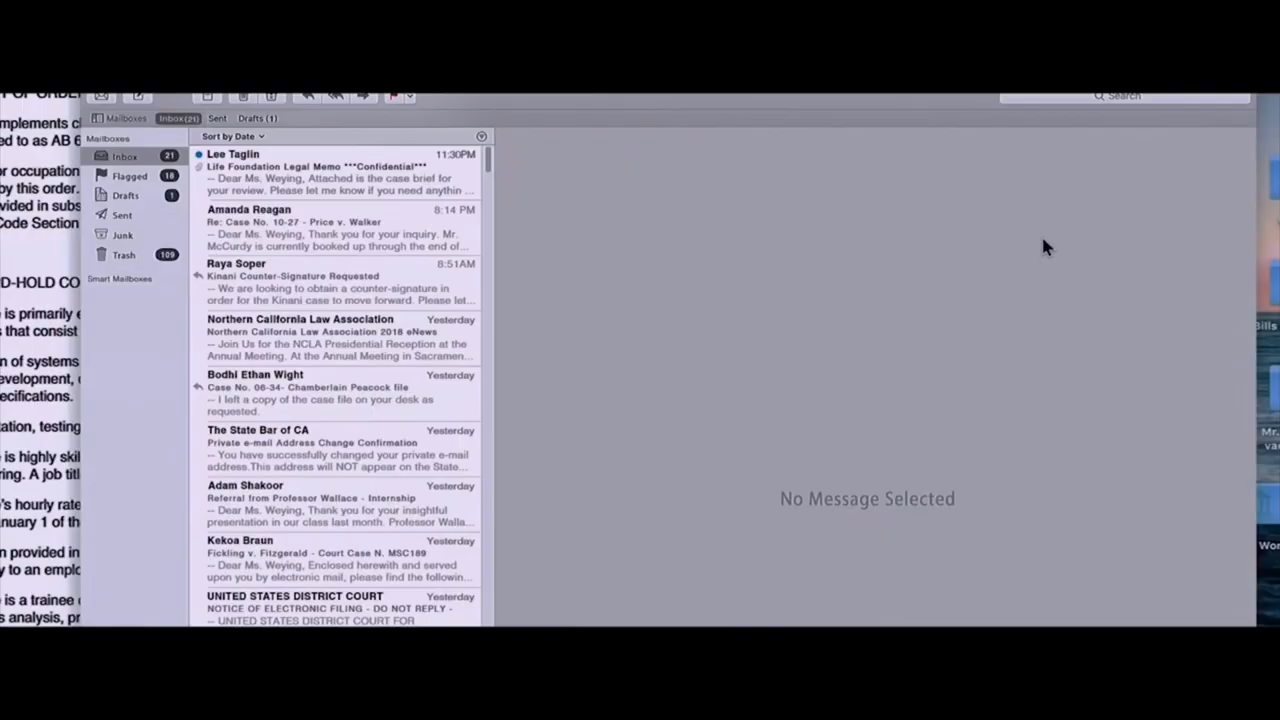 mplements c
ed to as AB 6
or occupation
by this order.
vided in subs
Code Section
D-HOLD CO
e is primarily e
s that consist
n of systems
evelopment,
ecifications.
tation, testing
e is highly skil
ring. A job titl
e's hourly rate
nuary 1 of th
n provided in
y to an emplo
e is a trainee
s analysis, pr
Search
Mailboxes Inbox(21) Sent Drafts (1)
Mailboxes
Inbox 21
Flagged 18
Drafts 1
Sent
Junk
Trash 109
Smart Mailboxes
Sort by Date
Lee Taglin 11:30PM
Life Foundation Legal Memo ***Confidential***
-- Dear Ms. Weying, Attached is the case brief for
your review. Please let me know if you need anythin ...
Amanda Reagan 8:14 PM
Re: Case No. 10-27 - Price v. Walker
-- Dear Ms. Weying, Thank you for your inquiry. Mr.
McCurdy is currently booked up through the end of...
Raya Soper 8:51AM
Kinani Counter-Signature Requested
-- We are looking to obtain a counter-signature in
order for the Kinani case to move forward. Please let...
Northern California Law Association Yesterday
Northern California Law Association 2018 eNews
-- Join Us for the NCLA Presidential Reception at the
Annual Meeting. At the Annual Meeting in Sacramen...
Bodhi Ethan Wight Yesterday
Case No. 06-34- Chamberlain Peacock file
-- I left a copy of the case file on your desk as
requested.
The State Bar of CA Yesterday
Private e-mail Address Change Confirmation
-- You have successfully changed your private e-mail
address.This address will NOT appear on the State...
Adam Shakoor Yesterday
Referral from Professor Wallace - Internship
-- Dear Ms. Weying, Thank you for your insightful
presentation in our class last month. Professor Walla...
Kekoa Braun Yesterday
Fickling v. Fitzgerald - Court Case N. MSC189
-- Dear Ms. Weying, Enclosed herewith and served
upon you by electronic mail, please find the followin...
UNITED STATES DISTRICT COURT Yesterday
NOTICE OF ELECTRONIC FILING - DO NOT REPLY -
-- UNITED STATES DISTRICT COURT FOR
No Message Selected
Bills
Mr.
va
Wor